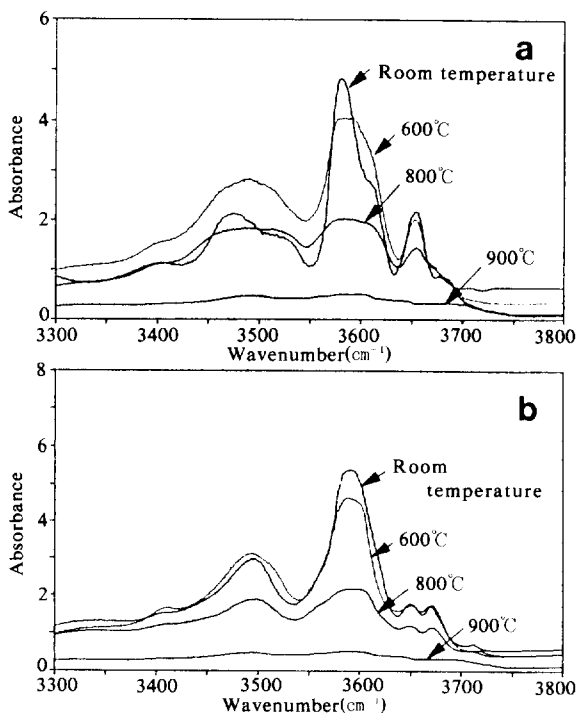 6
a
Room temperature
600℃
4
800℃
2
900℃
0
Absorbance
3300 3400 3500 3600 3700 3800
Wavenumber(cm⁻¹)
8
b
6
Room
temperature
4
600℃
800℃
2
900℃
0
Absorbance
3300 3400 3500 3600 3700 3800
Wavenumber(cm⁻¹)